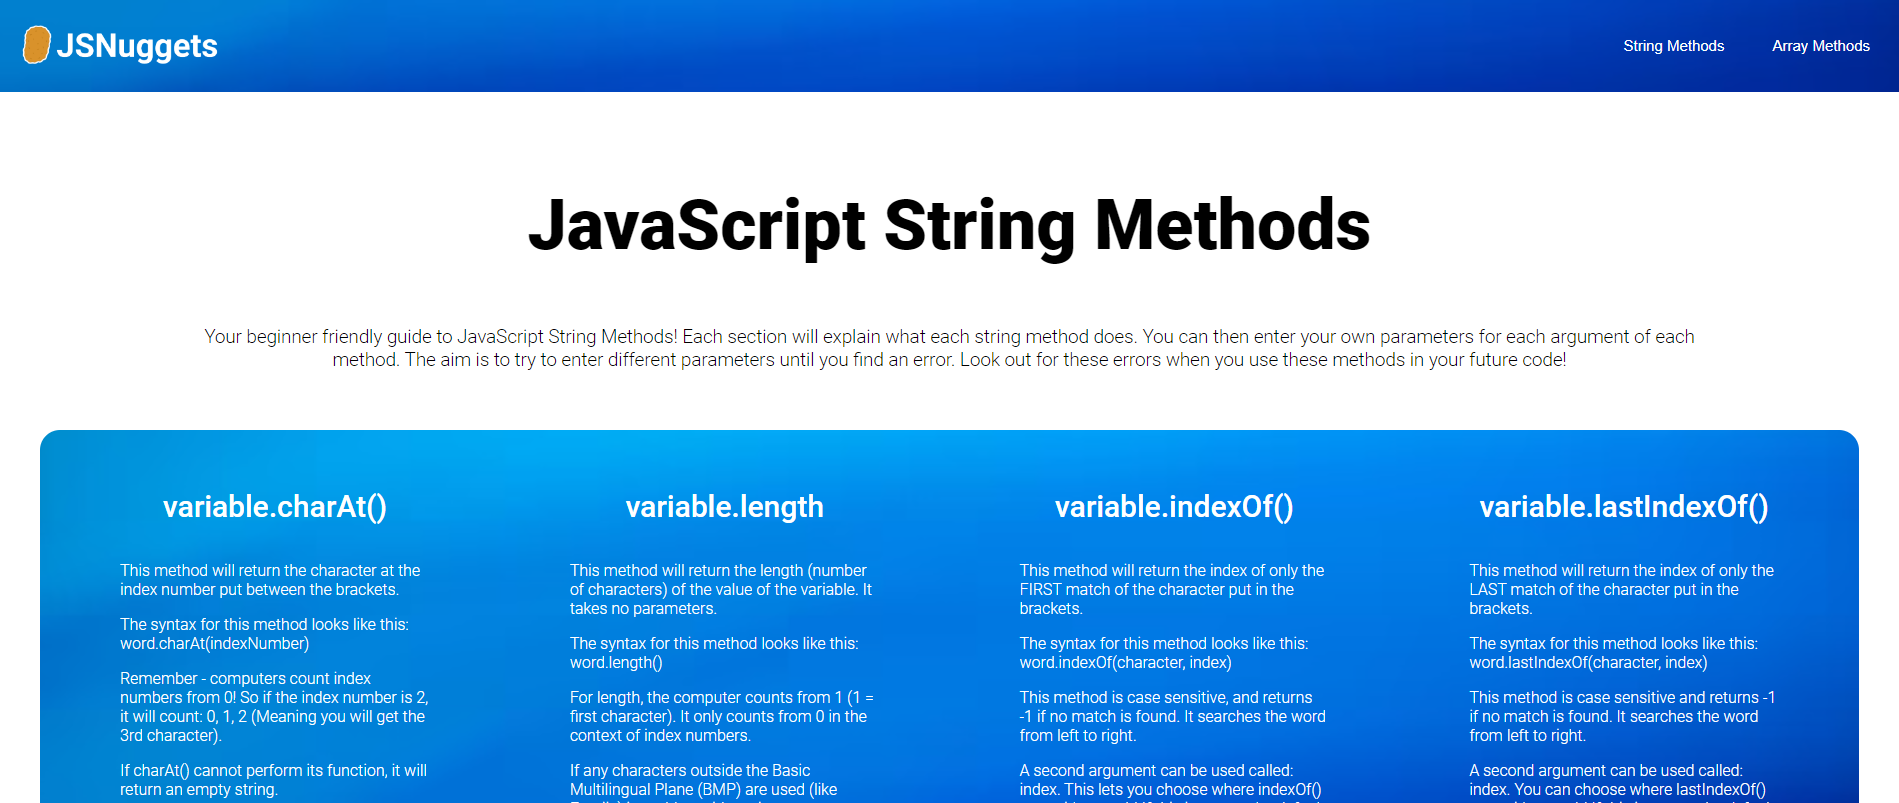 JSNuggets
String Methods
Array Methods
JavaScript String Methods
Your beginner friendly guide to JavaScript String Methods! Each section will explain what each string method does. You can then enter your own parameters for each argument of each
method. The aim is to try to enter different parameters until you find an error. Look out for these errors when you use these methods in your future code!
variable.charAt()
This method will return the character at the
index number put between the brackets.
The syntax for this method looks like this:
word.charAt(indexNumber)
Remember - computers count index
numbers from 0! So if the index number is 2,
it will count: 0, 1, 2 (Meaning you will get the
3rd character).
If charAt() cannot perform its function, it will
return an empty string.
variable.length
This method will return the length (number
of characters) of the value of the variable. It
takes no parameters.
The syntax for this method looks like this:
word.length()
For length, the computer counts from 1 (1 =
first character). It only counts from 0 in the
context of index numbers.
If any characters outside the Basic
Multilingual Plane (BMP) are used (like
variable.indexOf()
This method will return the index of only the
FIRST match of the character put in the
brackets.
The syntax for this method looks like this:
word.indexOf(character, index)
This method is case sensitive, and returns
-1 if no match is found. It searches the word
from left to right.
A second argument can be used called:
index. This lets you choose where indexOf()
variable.lastIndexOf()
This method will return the index of only the
LAST match of the character put in the
brackets.
The syntax for this method looks like this:
word.lastIndexOf(character, index)
This method is case sensitive and returns -1
if no match is found. It searches the word
from left to right.
A second argument can be used called:
index. You can choose where lastIndexOf()